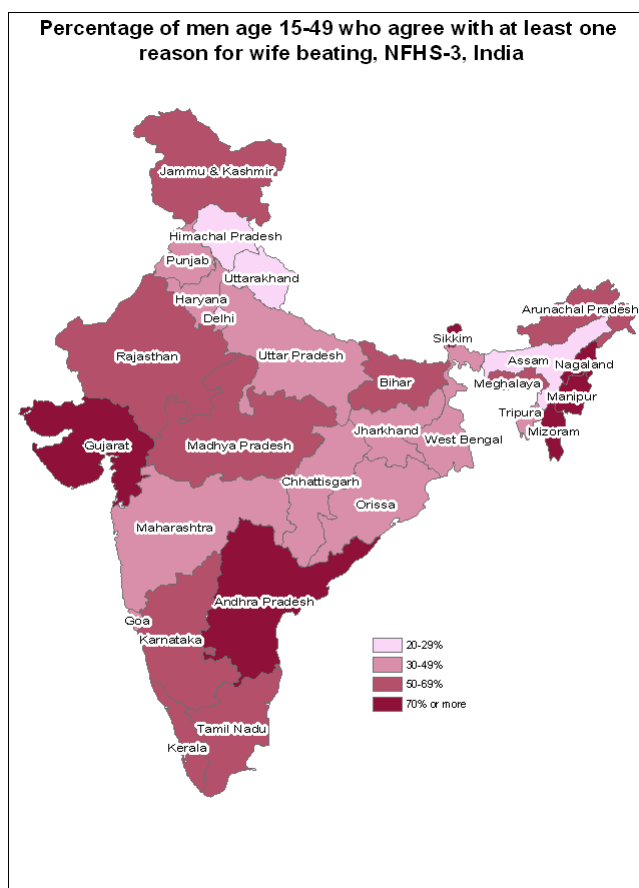 Percentage of men age 15-49 who agree with at least one
reason for wife beating, NFHS-3, India
Jammu & Kashmir
Himachal Pradesh
Punjab
Uttarakhand
Haryana
Delhi
Arunachal Pradesh
Sikkim
Rajasthan
Uttar Pradesh
Assam
Nagaland
Bihar
Meghalaya
Manipur
Tripura
Mizoram
Gujarat
Madhya Pradesh
Jharkhand
West Bengal
Chhattisgarh
Orissa
Maharashtra
Andhra Pradesh
Goa
Karnataka
Tamil Nadu
Kerala
20-29%
30-49%
50-69%
70% or more